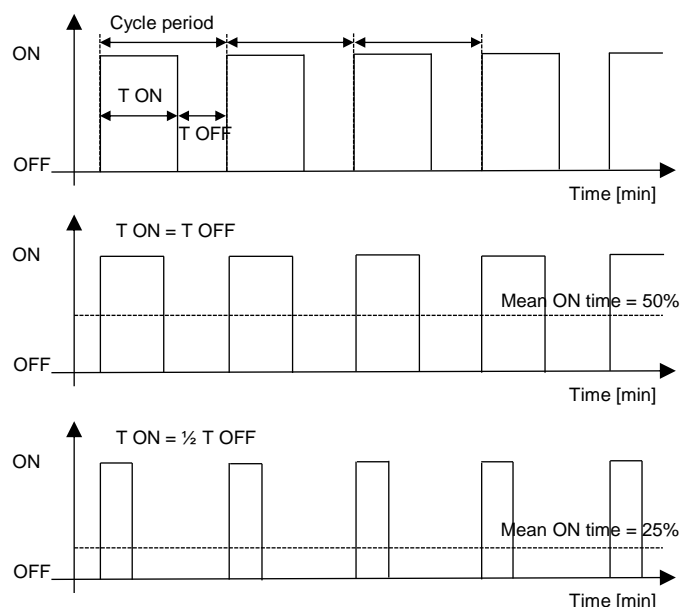 Cycle period
ON
T ON
T OFF
OFF
Time [min]
T ON = T OFF
ON
Mean ON time = 50%
OFF
Time [min]
T ON = ½ T OFF
ON
Mean ON time = 25%
OFF
Time [min]